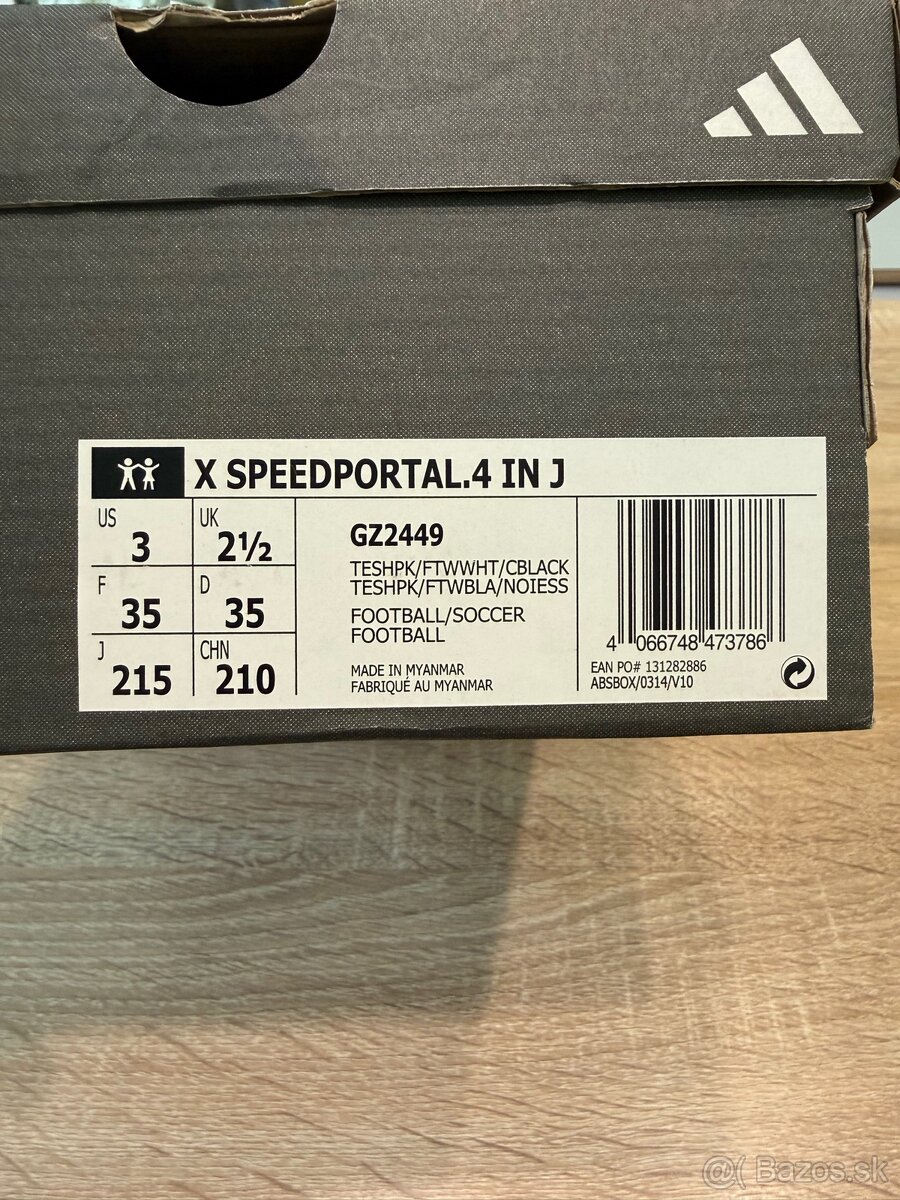 X SPEEDPORTAL.4 IN J
US 3
UK 2½
F 35
D 35
J 215
CHN 210
GZ2449
TESHPK/FTWWHT/CBLACK
TESHPK/FTWBLA/NOIESS
FOOTBALL/SOCCER
FOOTBALL
MADE IN MYANMAR
FABRIQUÉ AU MYANMAR
4 066748 473786
EAN PO# 131282886
ABSBOX/0314/V10
@( Bazos.sk